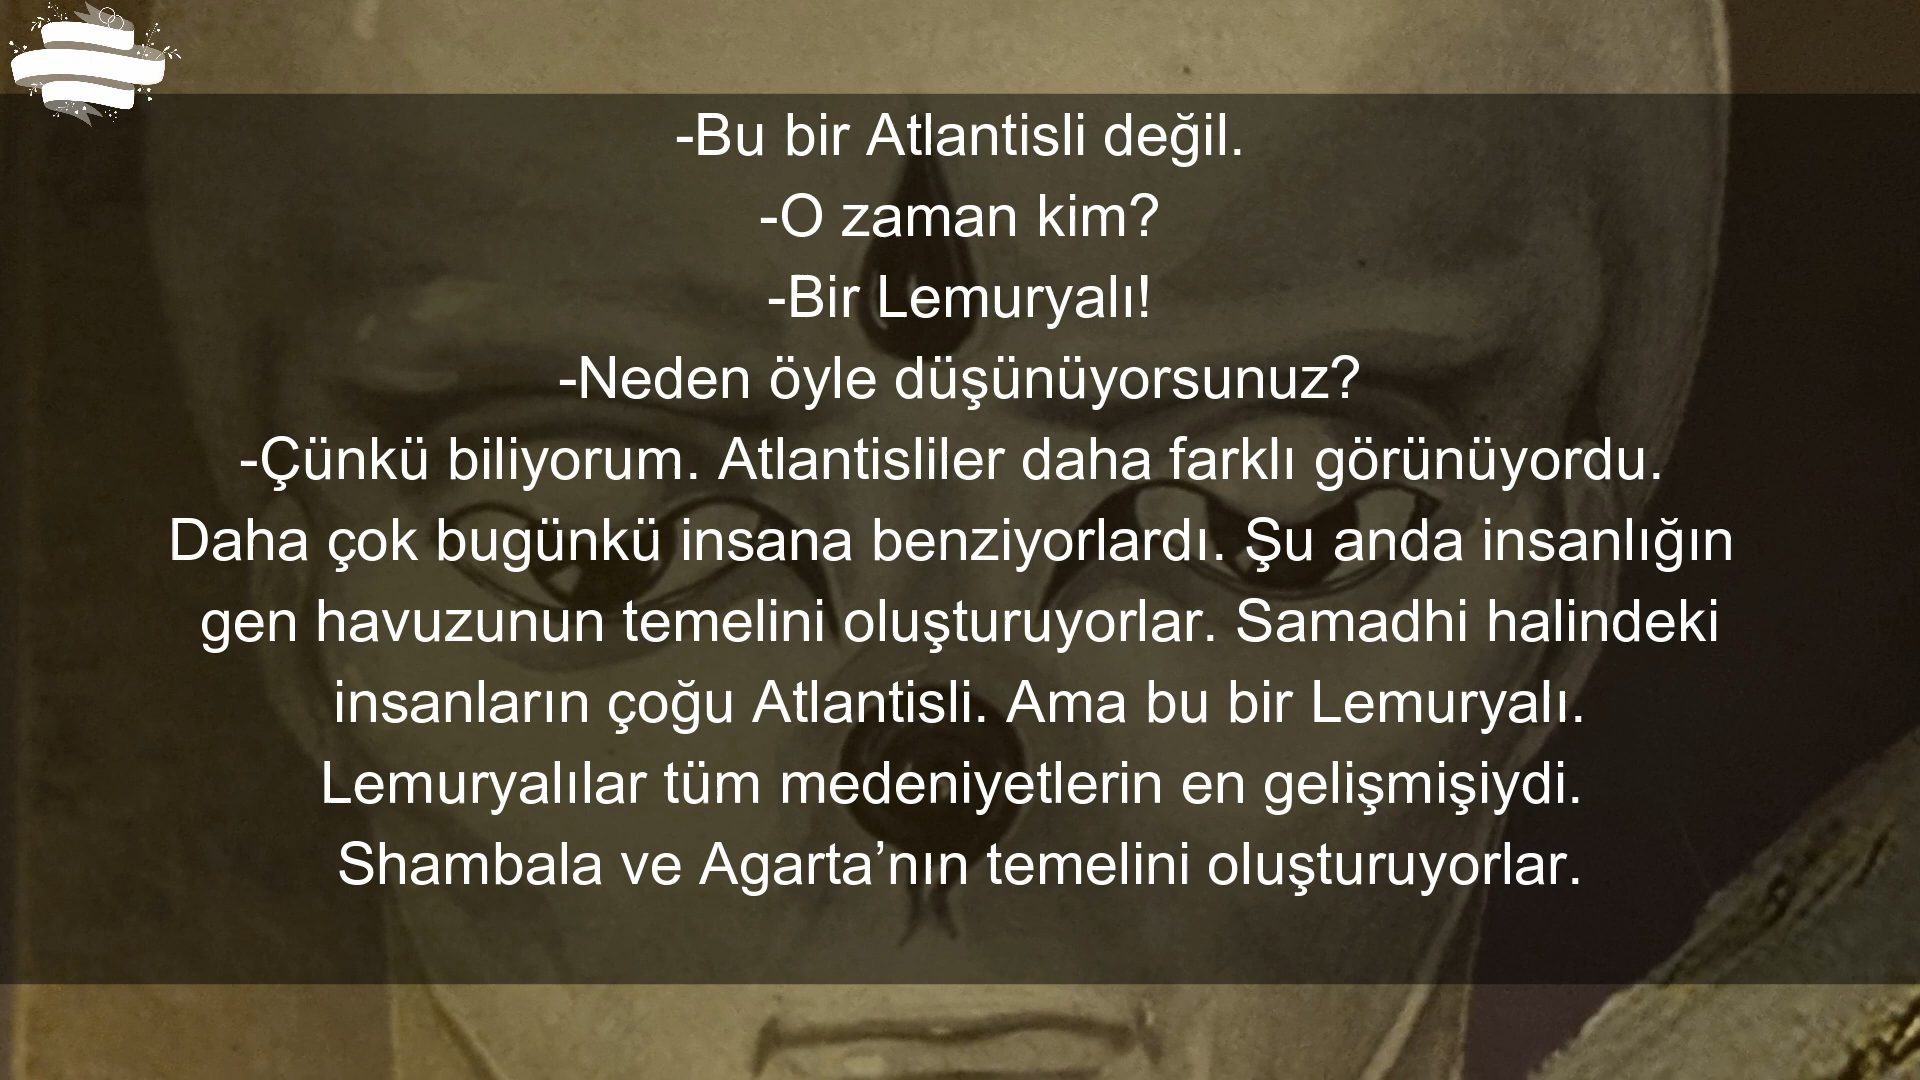 -Bu bir Atlantisli değil.
-O zaman kim?
-Bir Lemuryalı!
-Neden öyle düşünüyorsunuz?
-Çünkü biliyorum. Atlantisliler daha farklı görünüyordu.
Daha çok bugünkü insana benziyorlardı. Şu anda insanlığın
gen havuzunun temelini oluşturuyorlar. Samadhi halindeki
insanların çoğu Atlantisli. Ama bu bir Lemuryalı.
Lemuryalılar tüm medeniyetlerin en gelişmişiydi.
Shambala ve Agarta’nın temelini oluşturuyorlar.